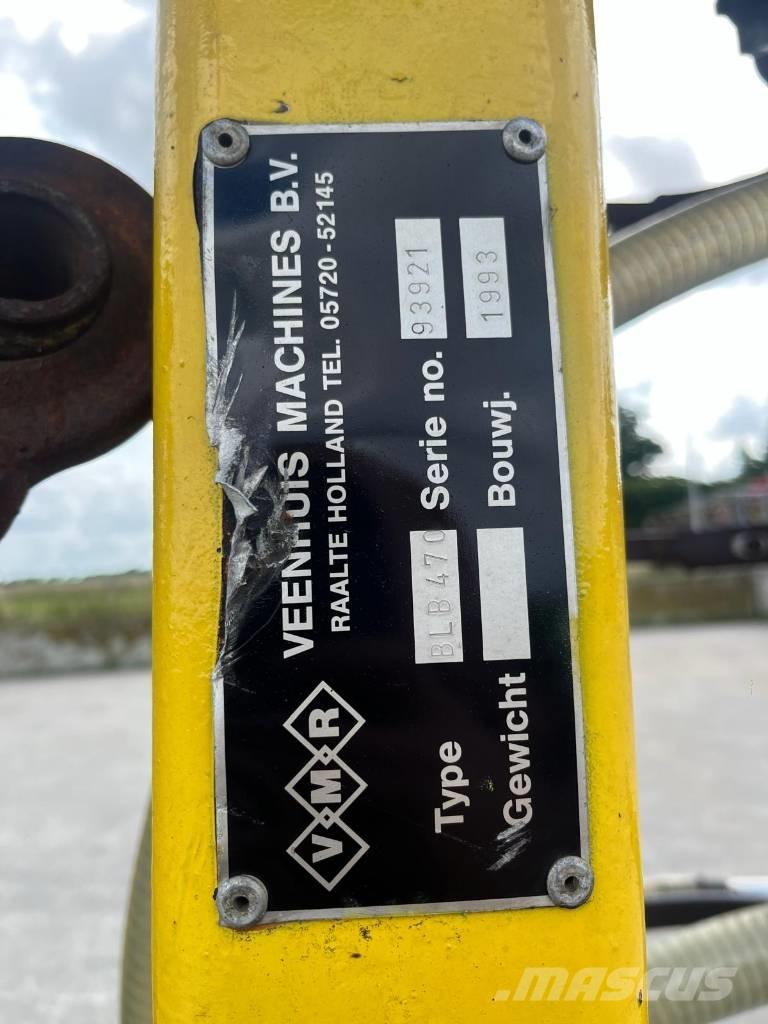 VEENHUIS MACHINES B.V.
RAALTE HOLLAND TEL. 05720-52145
V M R
Type BLB470 Serie no. 93921
Gewicht Bouwj. 1993
MASCUS